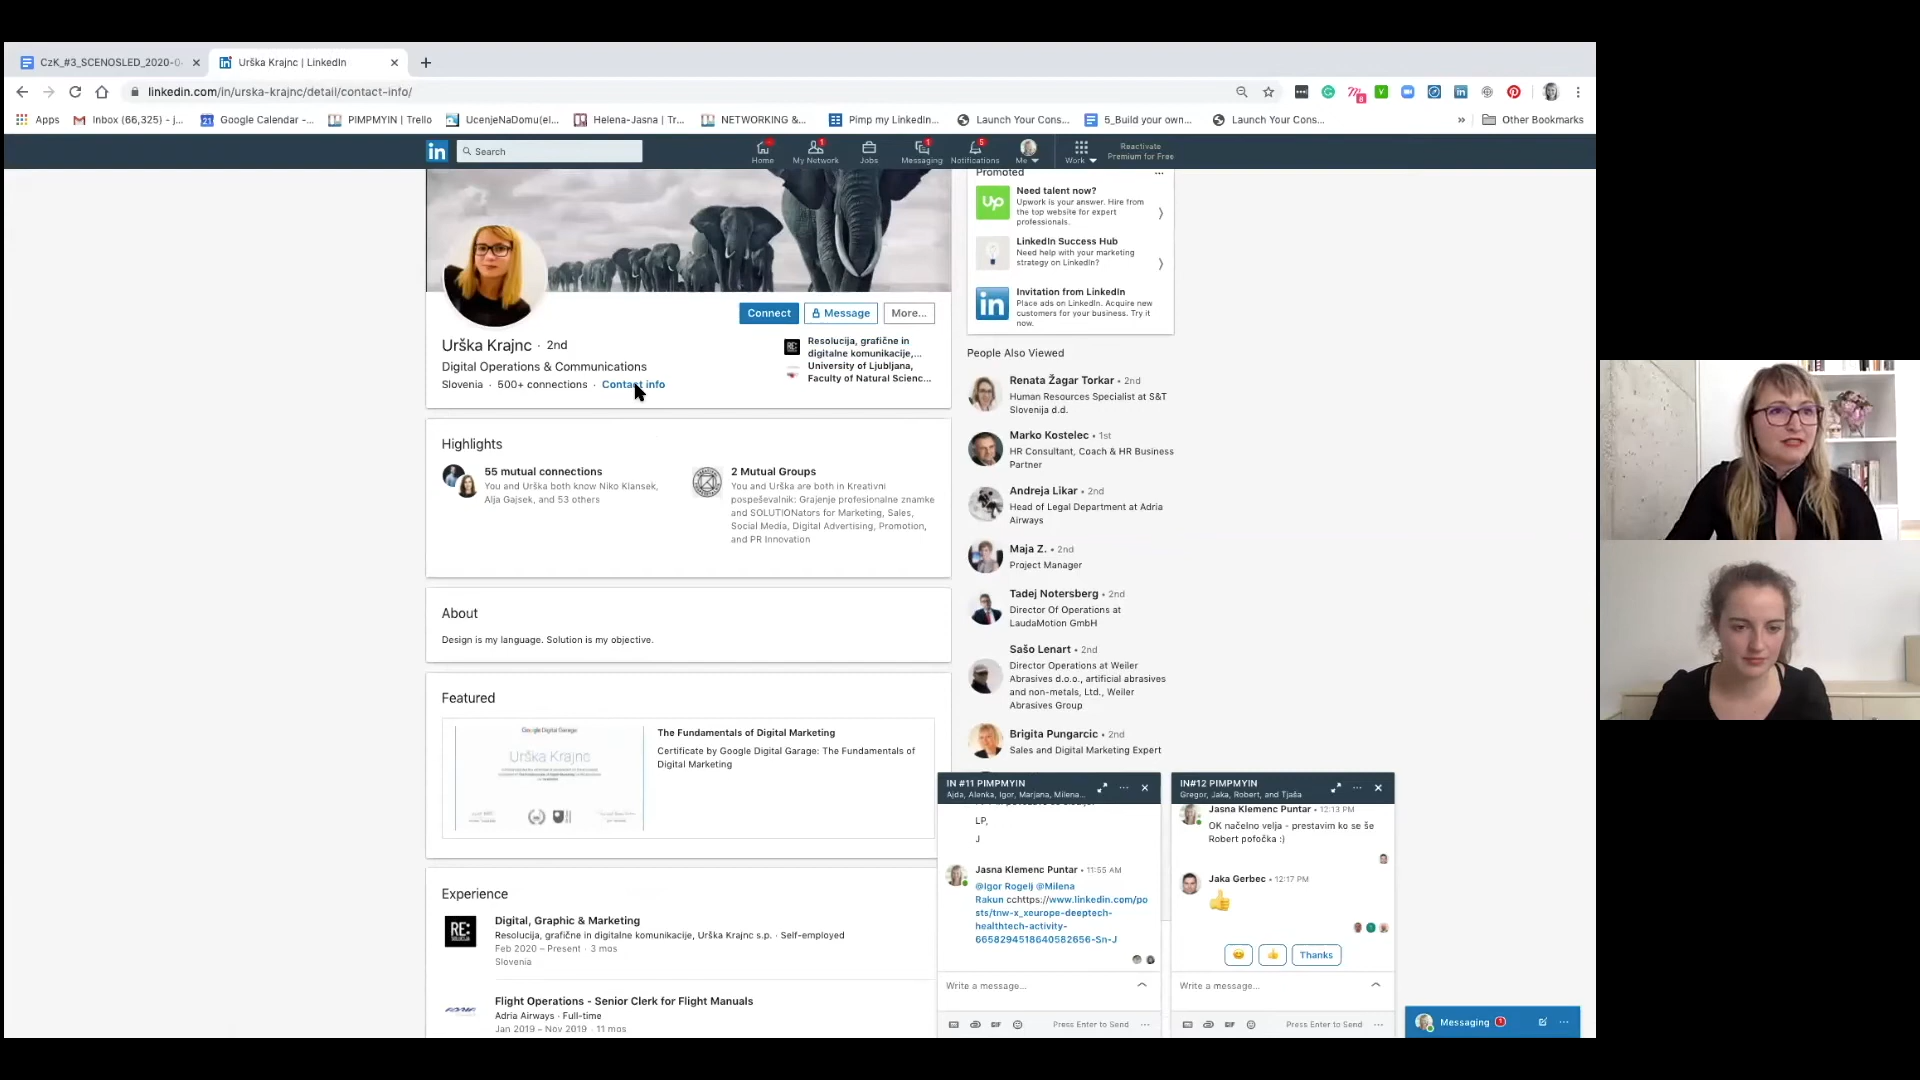 CzK_#3_SCENOSLED_2020-0
Urška Krajnc | LinkedIn
linkedin.com/in/urska-krajnc/detail/contact-info/
Apps
Inbox (66,325) - j...
Google Calendar -...
PIMPMYIN | Trello
UcenjeNaDomu(el...
Helena-Jasna | Tr...
NETWORKING &...
Pimp my LinkedIn...
Launch Your Cons...
5_Build your own...
Launch Your Cons...
» Other Bookmarks
in Search
Home
My Network
Jobs
Messaging
Notifications
Me
Work
Reactivate
Premium for Free
Connect
Message
More...
Urška Krajnc · 2nd
Digital Operations & Communications
Slovenia · 500+ connections · Contact info
Resolucija, grafične in
digitalne komunikacije,...
University of Ljubljana,
Faculty of Natural Scienc...
Highlights
55 mutual connections
You and Urška both know Niko Klansek,
Alja Gajsek, and 53 others
2 Mutual Groups
You and Urška are both in Kreativni
pospeševalnik: Grajenje profesionalne znamke
and SOLUTIONators for Marketing, Sales,
Social Media, Digital Advertising, Promotion,
and PR Innovation
About
Design is my language. Solution is my objective.
Featured
Google Digital Garage
Urška Krajnc
The Fundamentals of Digital Marketing
Certificate by Google Digital Garage: The Fundamentals of
Digital Marketing
Experience
RE:
Digital, Graphic & Marketing
Resolucija, grafične in digitalne komunikacije, Urška Krajnc s.p. · Self-employed
Feb 2020 – Present · 3 mos
Slovenia
Flight Operations - Senior Clerk for Flight Manuals
Adria Airways · Full-time
Jan 2019 – Nov 2019 · 11 mos
Promoted
Up
Need talent now?
Upwork is your answer. Hire from
the top website for expert
professionals.
LinkedIn Success Hub
Need help with your marketing
strategy on LinkedIn?
in
Invitation from LinkedIn
Place ads on LinkedIn. Acquire new
customers for your business. Try it
now.
People Also Viewed
Renata Žagar Torkar • 2nd
Human Resources Specialist at S&T
Slovenija d.d.
Marko Kostelec • 1st
HR Consultant, Coach & HR Business
Partner
Andreja Likar • 2nd
Head of Legal Department at Adria
Airways
Maja Z. • 2nd
Project Manager
Tadej Notersberg • 2nd
Director Of Operations at
LaudaMotion GmbH
Sašo Lenart • 2nd
Director Operations at Weiler
Abrasives d.o.o., artificial abrasives
and non-metals, Ltd., Weiler
Abrasives Group
Brigita Pungarcic • 2nd
Sales and Digital Marketing Expert
IN #11 PIMPMYIN
Ajda, Alenka, Igor, Marjana, Milena...
LP,
J
Jasna Klemenc Puntar • 11:55 AM
@Igor Rogelj @Milena
Rakun cchttps://www.linkedin.com/po
sts/tnw-x_xeurope-deeptech-
healthtech-activity-
6658294518640582656-Sn-J
Write a message...
GIF
Press Enter to Send
IN#12 PIMPMYIN
Gregor, Jaka, Robert, and Tjaša
Jasna Klemenc Puntar • 12:13 PM
OK načelno velja - prestavim ko se še
Robert pofočka :)
Jaka Gerbec • 12:17 PM
Thanks
Write a message...
GIF
Press Enter to Send
Messaging 1